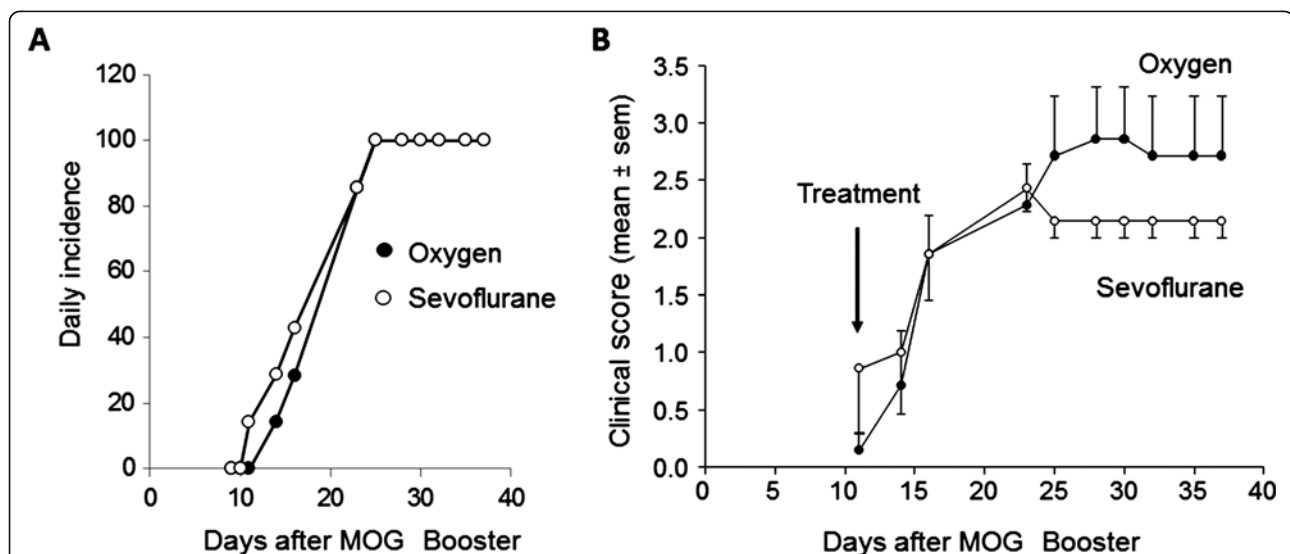 A
120
100
80
60
40
20
0
Daily incidence
Oxygen
Sevoflurane
0 10 20 30 40
Days after MOG Booster
B
3.5
3.0
2.5
2.0
1.5
1.0
0.5
0.0
Clinical score (mean ± sem)
Oxygen
Treatment
Sevoflurane
0 5 10 15 20 25 30 35 40
Days after MOG Booster